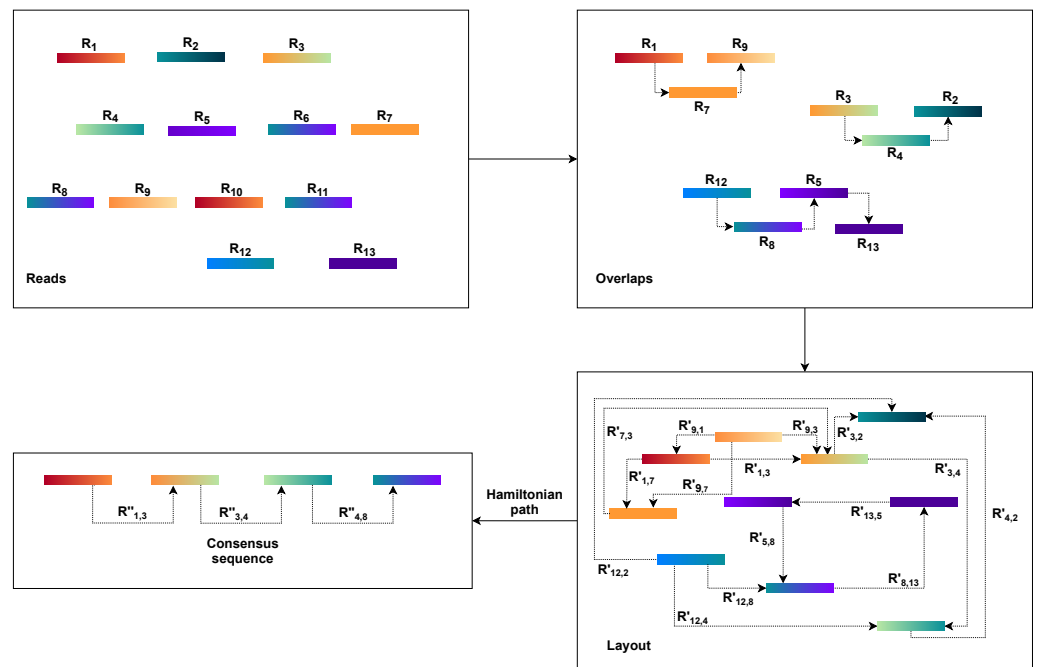 R1 R2 R3
R4 R5 R6 R7
R8 R9 R10 R11
R12 R13
Reads
R1 R9
R7
R3 R2
R4
R12 R5
R8 R13
Overlaps
Hamiltonian
path
R'7,3 R'9,1 R'9,3 R'3,2
R'1,7 R'9,7 R'1,3 R'3,4
R'13,5 R'4,2
R'5,8
R'12,2 R'12,8 R'8,13
R'12,4
Layout
R''1,3 R''3,4 R''4,8
Consensus
sequence